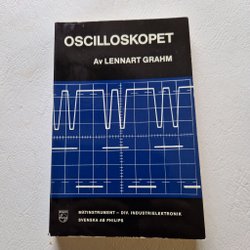 OSCILLOSKOPET
Av LENNART GRAHM
MÄTINSTRUMENT – DIV. INDUSTRIELEKTRONIK
SVENSKA AB PHILIPS